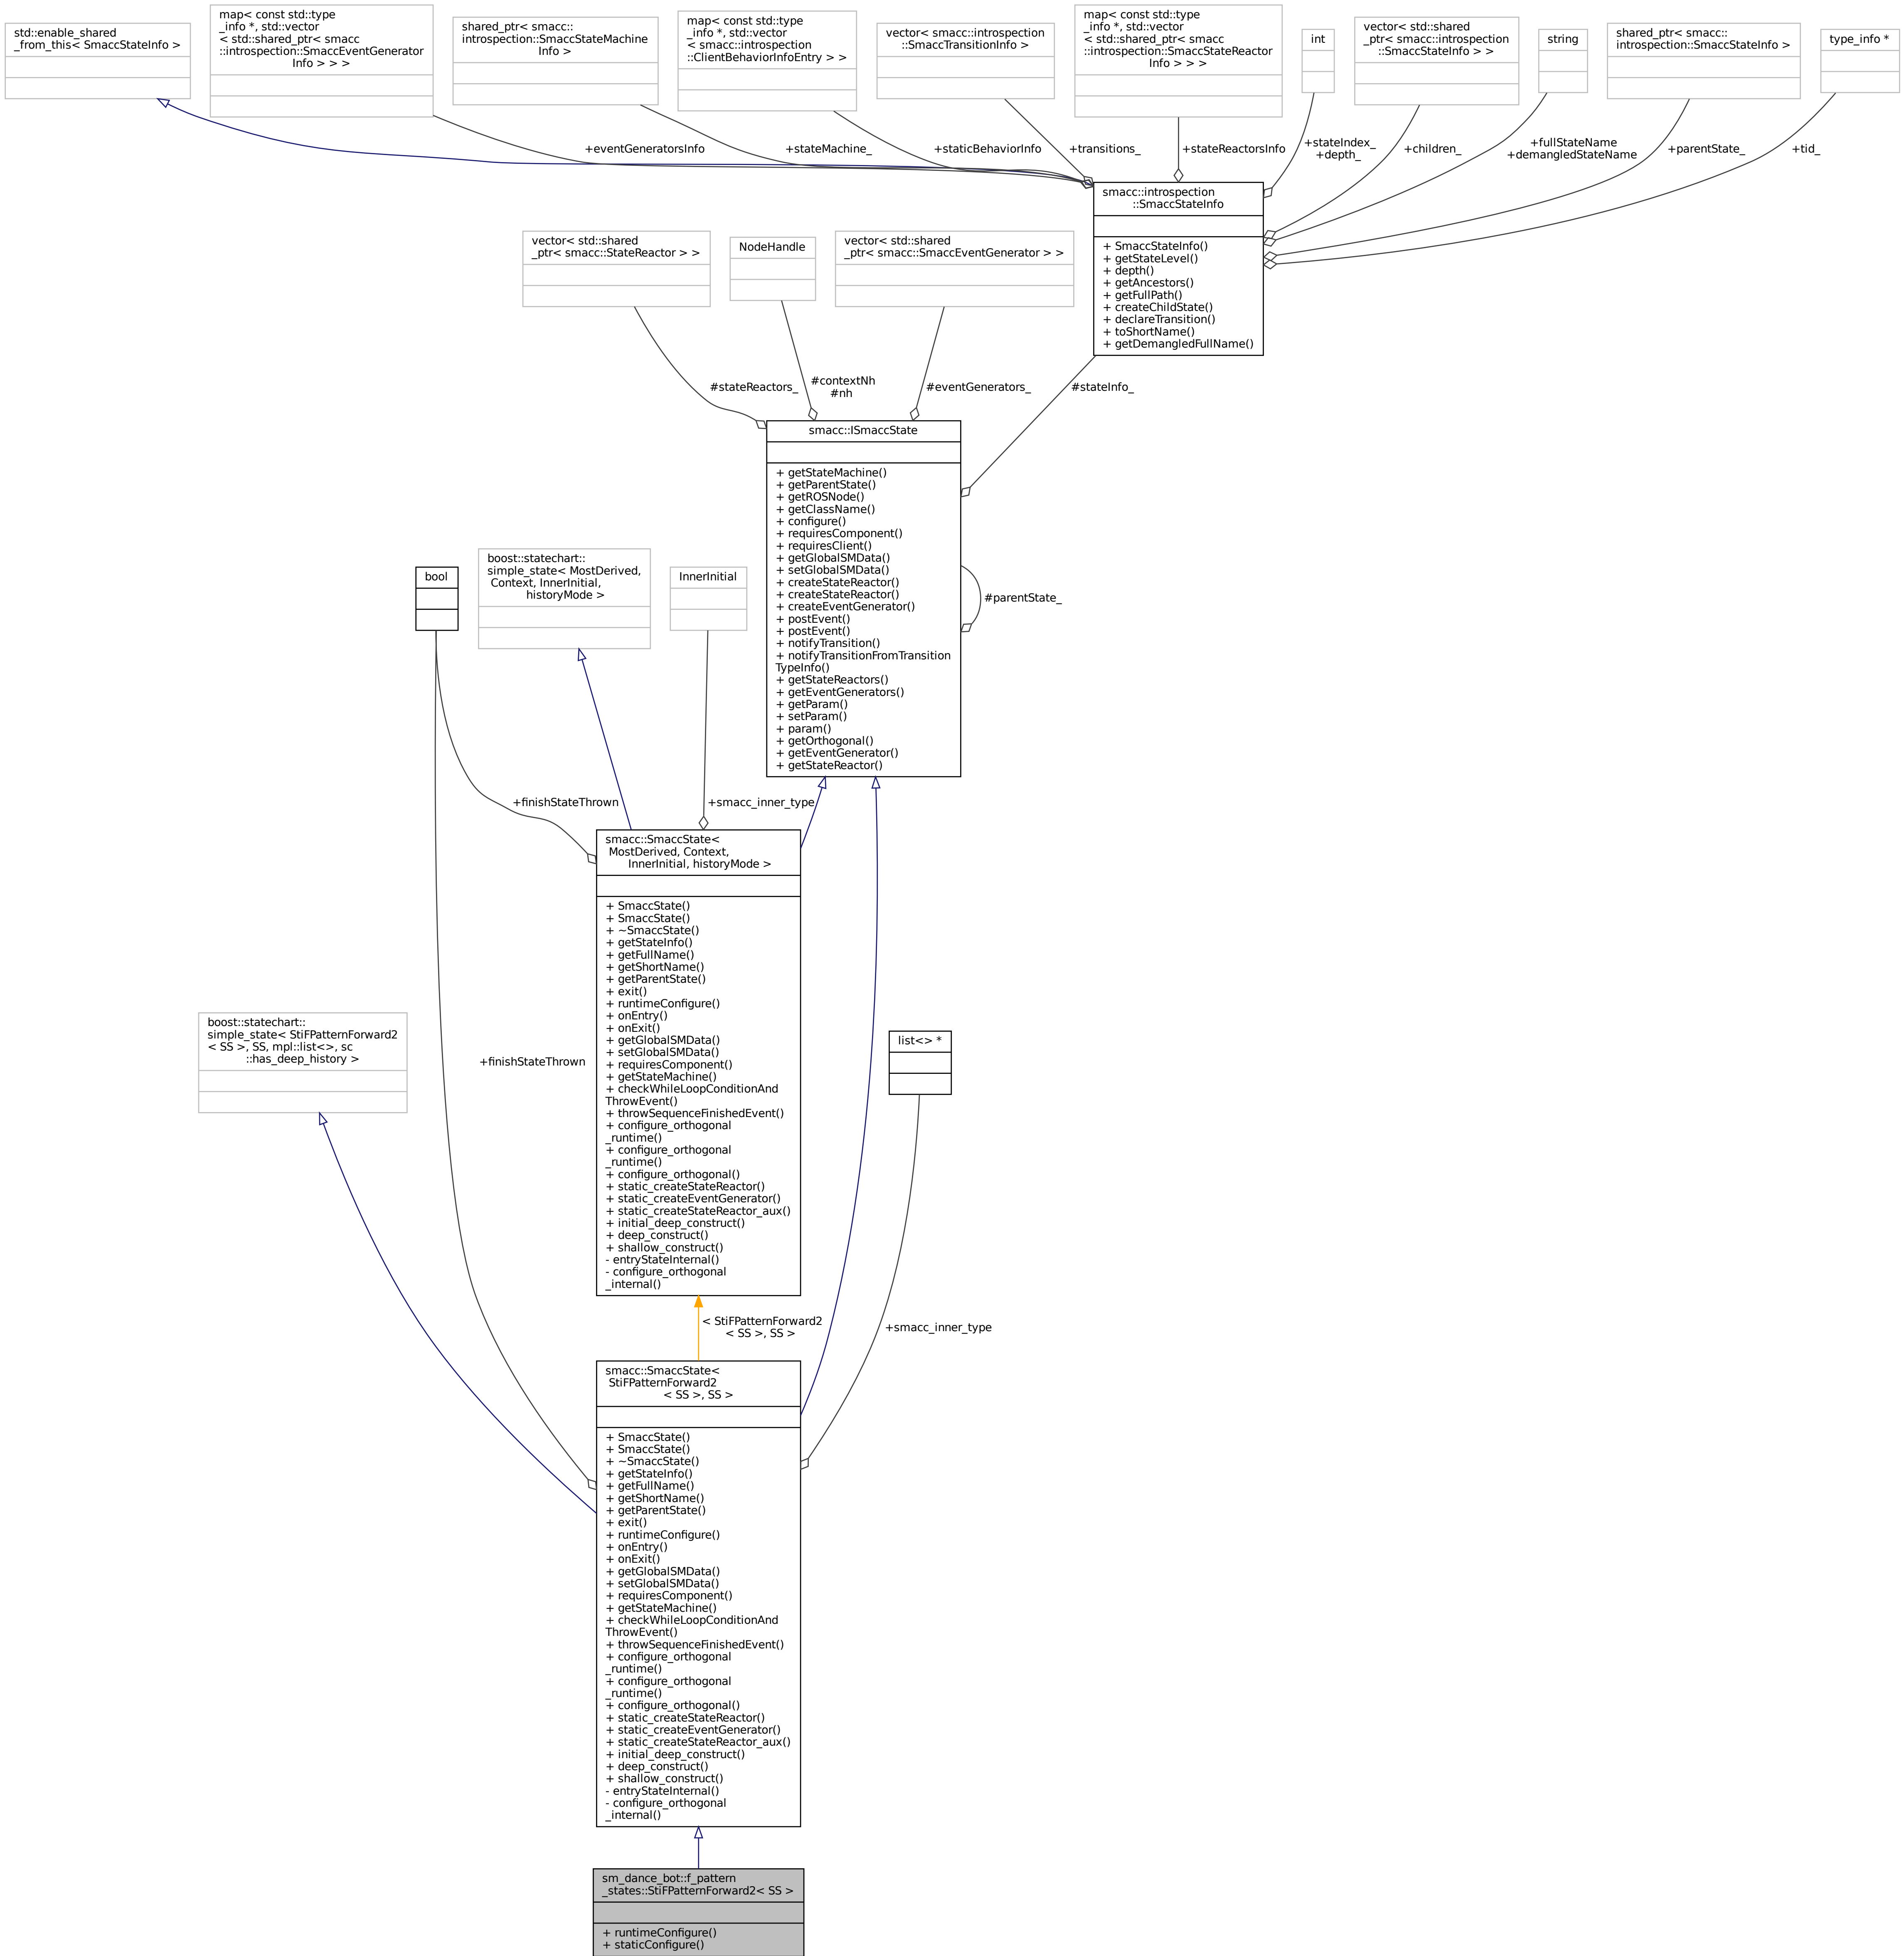 std::enable_shared
_from_this< SmaccStateInfo >
map< const std::type
_info *, std::vector
< std::shared_ptr< smacc
::introspection::SmaccEventGenerator
Info > > >
shared_ptr< smacc::
introspection::SmaccStateMachine
Info >
map< const std::type
_info *, std::vector
< smacc::introspection
::ClientBehaviorInfoEntry > >
vector< smacc::introspection
::SmaccTransitionInfo >
map< const std::type
_info *, std::vector
< std::shared_ptr< smacc
::introspection::SmaccStateReactor
Info > > >
int
vector< std::shared
_ptr< smacc::introspection
::SmaccStateInfo > >
string
shared_ptr< smacc::
introspection::SmaccStateInfo >
type_info *
+eventGeneratorsInfo
+stateMachine_
+staticBehaviorInfo
+transitions_
+stateReactorsInfo
+stateIndex_
+depth_
+children_
+fullStateName
+demangledStateName
+parentState_
+tid_
smacc::introspection
::SmaccStateInfo
+ SmaccStateInfo()
+ getStateLevel()
+ depth()
+ getAncestors()
+ getFullPath()
+ createChildState()
+ declareTransition()
+ toShortName()
+ getDemangledFullName()
vector< std::shared
_ptr< smacc::StateReactor > >
NodeHandle
vector< std::shared
_ptr< smacc::SmaccEventGenerator > >
#stateReactors_
#contextNh
#nh
#eventGenerators_
#stateInfo_
smacc::ISmaccState
+ getStateMachine()
+ getParentState()
+ getROSNode()
+ getClassName()
+ configure()
+ requiresComponent()
+ requiresClient()
+ getGlobalSMData()
+ setGlobalSMData()
+ createStateReactor()
+ createStateReactor()
+ createEventGenerator()
+ postEvent()
+ postEvent()
+ notifyTransition()
+ notifyTransitionFromTransition
TypeInfo()
+ getStateReactors()
+ getEventGenerators()
+ getParam()
+ setParam()
+ param()
+ getOrthogonal()
+ getEventGenerator()
+ getStateReactor()
#parentState_
bool
boost::statechart::
simple_state< MostDerived,
Context, InnerInitial,
historyMode >
InnerInitial
+finishStateThrown
+smacc_inner_type
smacc::SmaccState<
MostDerived, Context,
InnerInitial, historyMode >
+ SmaccState()
+ SmaccState()
+ ~SmaccState()
+ getStateInfo()
+ getFullName()
+ getShortName()
+ getParentState()
+ exit()
+ runtimeConfigure()
+ onEntry()
+ onExit()
+ getGlobalSMData()
+ setGlobalSMData()
+ requiresComponent()
+ getStateMachine()
+ checkWhileLoopConditionAnd
ThrowEvent()
+ throwSequenceFinishedEvent()
+ configure_orthogonal
_runtime()
+ configure_orthogonal
_runtime()
+ configure_orthogonal()
+ static_createStateReactor()
+ static_createEventGenerator()
+ static_createStateReactor_aux()
+ initial_deep_construct()
+ deep_construct()
+ shallow_construct()
- entryStateInternal()
- configure_orthogonal
_internal()
boost::statechart::
simple_state< StiFPatternForward2
< SS >, SS, mpl::list<>, sc
::has_deep_history >
+finishStateThrown
list<> *
< StiFPatternForward2
< SS >, SS >
+smacc_inner_type
smacc::SmaccState<
StiFPatternForward2
< SS >, SS >
+ SmaccState()
+ SmaccState()
+ ~SmaccState()
+ getStateInfo()
+ getFullName()
+ getShortName()
+ getParentState()
+ exit()
+ runtimeConfigure()
+ onEntry()
+ onExit()
+ getGlobalSMData()
+ setGlobalSMData()
+ requiresComponent()
+ getStateMachine()
+ checkWhileLoopConditionAnd
ThrowEvent()
+ throwSequenceFinishedEvent()
+ configure_orthogonal
_runtime()
+ configure_orthogonal
_runtime()
+ configure_orthogonal()
+ static_createStateReactor()
+ static_createEventGenerator()
+ static_createStateReactor_aux()
+ initial_deep_construct()
+ deep_construct()
+ shallow_construct()
- entryStateInternal()
- configure_orthogonal
_internal()
sm_dance_bot::f_pattern
_states::StiFPatternForward2< SS >
+ runtimeConfigure()
+ staticConfigure()